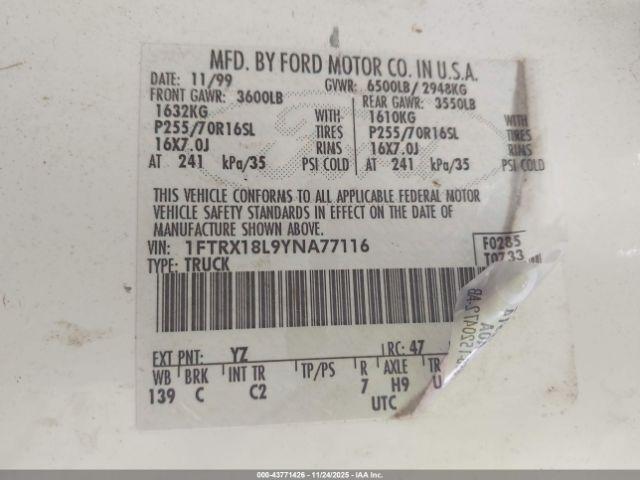 MFD. BY FORD MOTOR CO. IN U.S.A.
DATE: 11/99 GVWR: 6500LB/ 2948KG
FRONT GAWR: 3600LB REAR GAWR: 3550LB
1632KG WITH 1610KG WITH
P255/70R16SL TIRES P255/70R16SL TIRES
16X7.0J RIMS 16X7.0J RIMS
AT 241 kPa/35 PSI COLD AT 241 kPa/35 PSI COLD
THIS VEHICLE CONFORMS TO ALL APPLICABLE FEDERAL MOTOR
VEHICLE SAFETY STANDARDS IN EFFECT ON THE DATE OF
MANUFACTURE SHOWN ABOVE.
VIN: 1FTRX18L9YNA77116 F0285
TYPE: TRUCK T0733
EXT PNT: YZ RC: 47
WB BRK INT TR TP/PS R AXLE TR
139 C C2 7 H9 U
UTC
000-43771426 - 11/24/2025 - IAA, Inc.